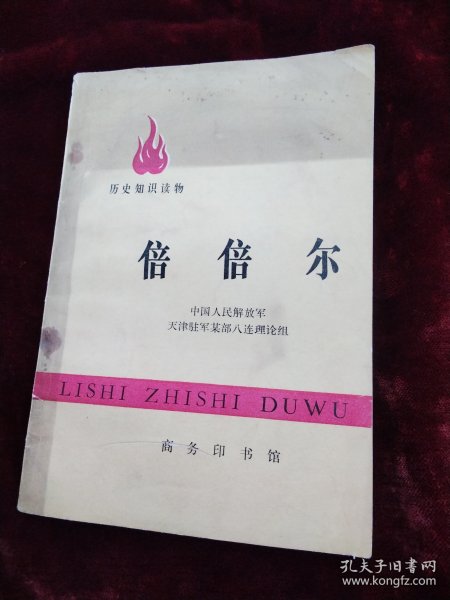 历史知识读物
倍倍尔
中国人民解放军
天津驻军某部八连理论组
LISHI ZHISHI DUWU
商务印书馆
孔夫子旧书网
www.kongfz.com